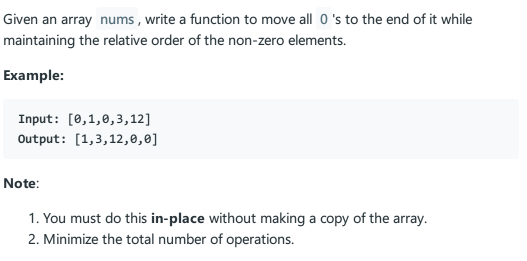 Given an array nums, write a function to move all 0's to the end of it while
maintaining the relative order of the non-zero elements.
Example:
Input: [0,1,0,3,12]
Output: [1,3,12,0,0]
Note:
1. You must do this in-place without making a copy of the array.
2. Minimize the total number of operations.